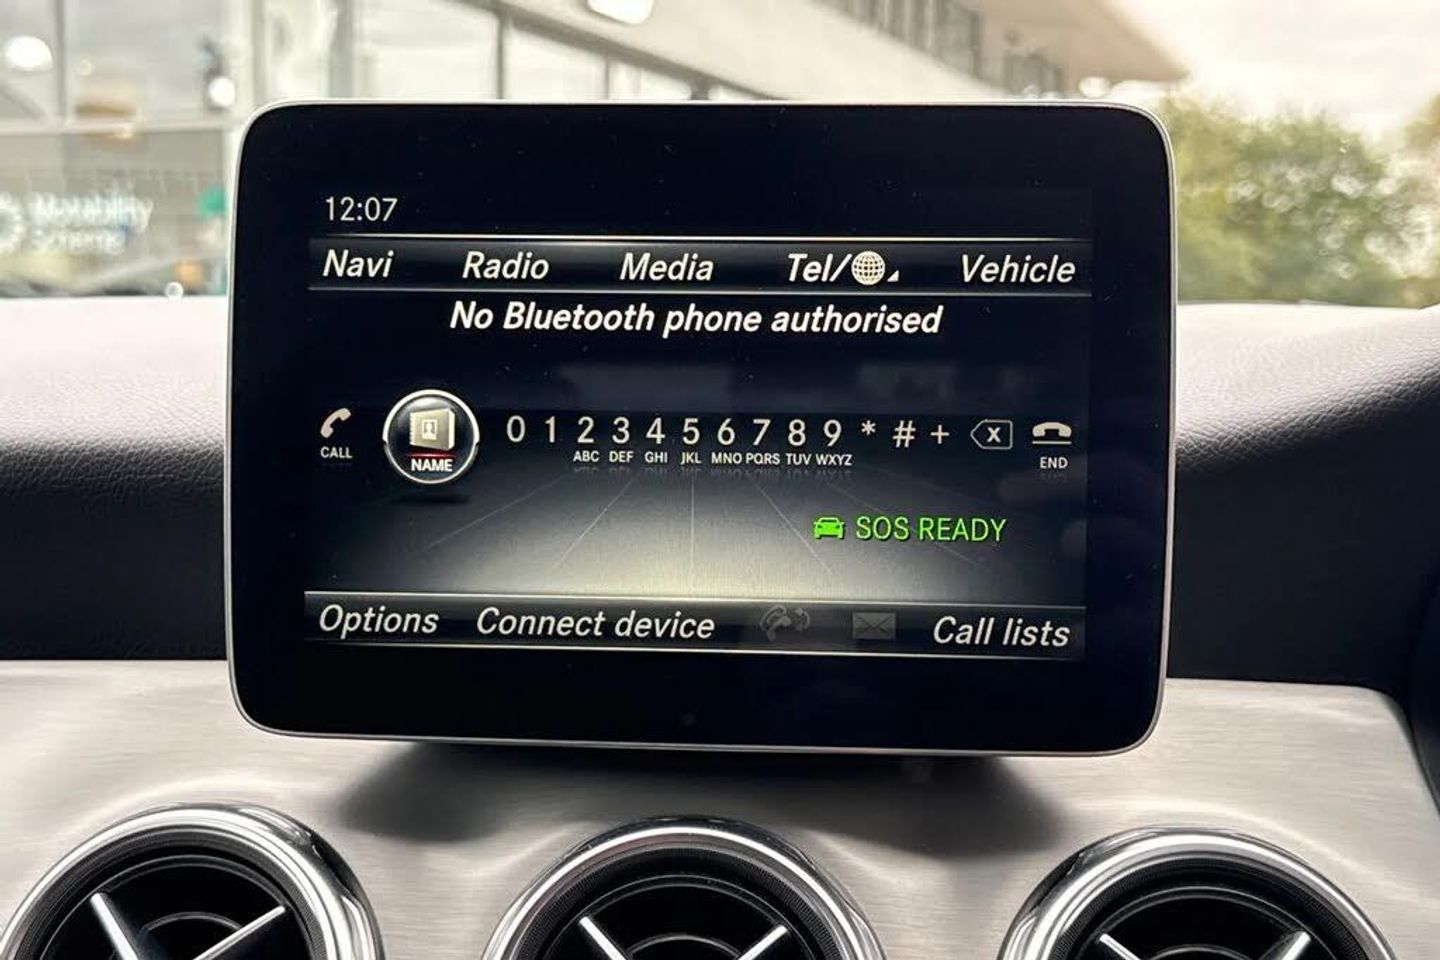 12:07
Navi Radio Media Tel/ Vehicle
No Bluetooth phone authorised
0 1 2 3 4 5 6 7 8 9 * # +
CALL NAME ABC DEF GHI JKL MNO PQRS TUV WXYZ END
SOS READY
Options Connect device Call lists
Motability
Scheme